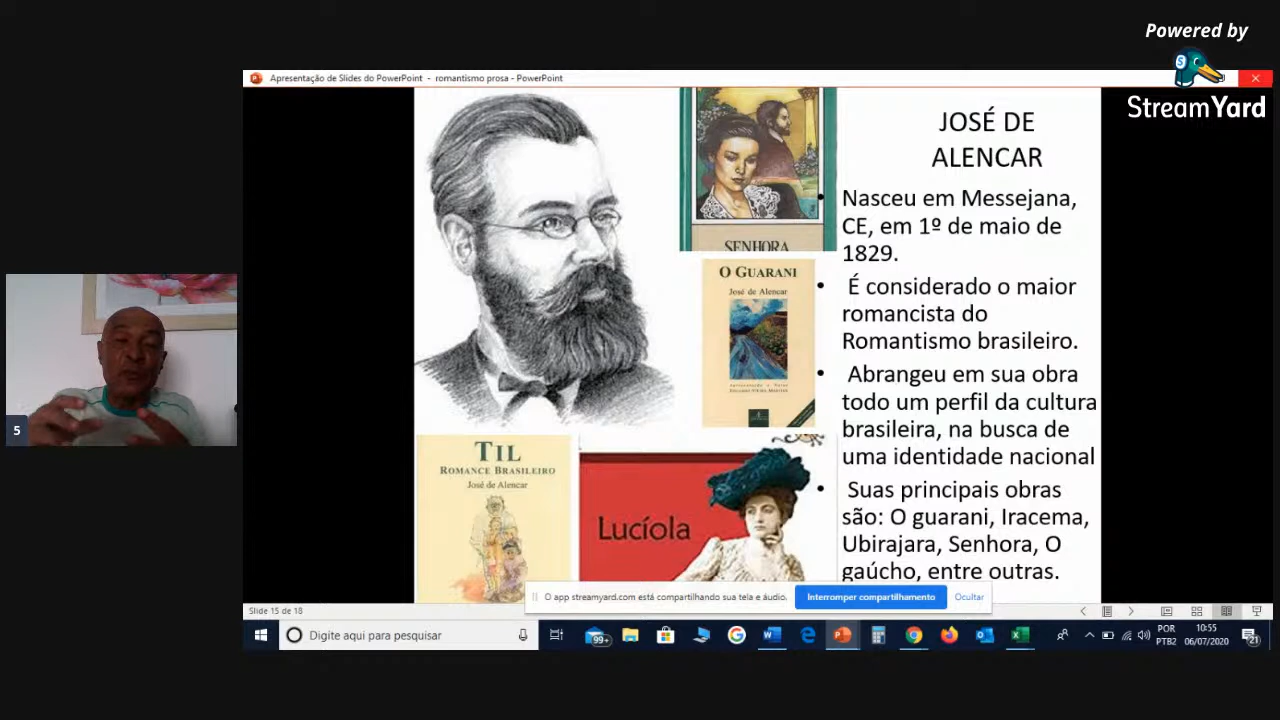 Powered by
StreamYard
Apresentação de Slides do PowerPoint - romantismo prosa - PowerPoint
SENHORA
O GUARANI
José de Alencar
TIL
ROMANCE BRASILEIRO
José de Alencar
Lucíola
JOSÉ DE
ALENCAR
• Nasceu em Messejana,
CE, em 1º de maio de
1829.
• É considerado o maior
romancista do
Romantismo brasileiro.
• Abrangeu em sua obra
todo um perfil da cultura
brasileira, na busca de
uma identidade nacional
• Suas principais obras
são: O guarani, Iracema,
Ubirajara, Senhora, O
gaúcho, entre outras.
5
O app streamyard.com está compartilhando sua tela e áudio.
Interromper compartilhamento
Ocultar
Slide 15 de 18
Digite aqui para pesquisar
99+
POR
PTB2
10:55
06/07/2020
21